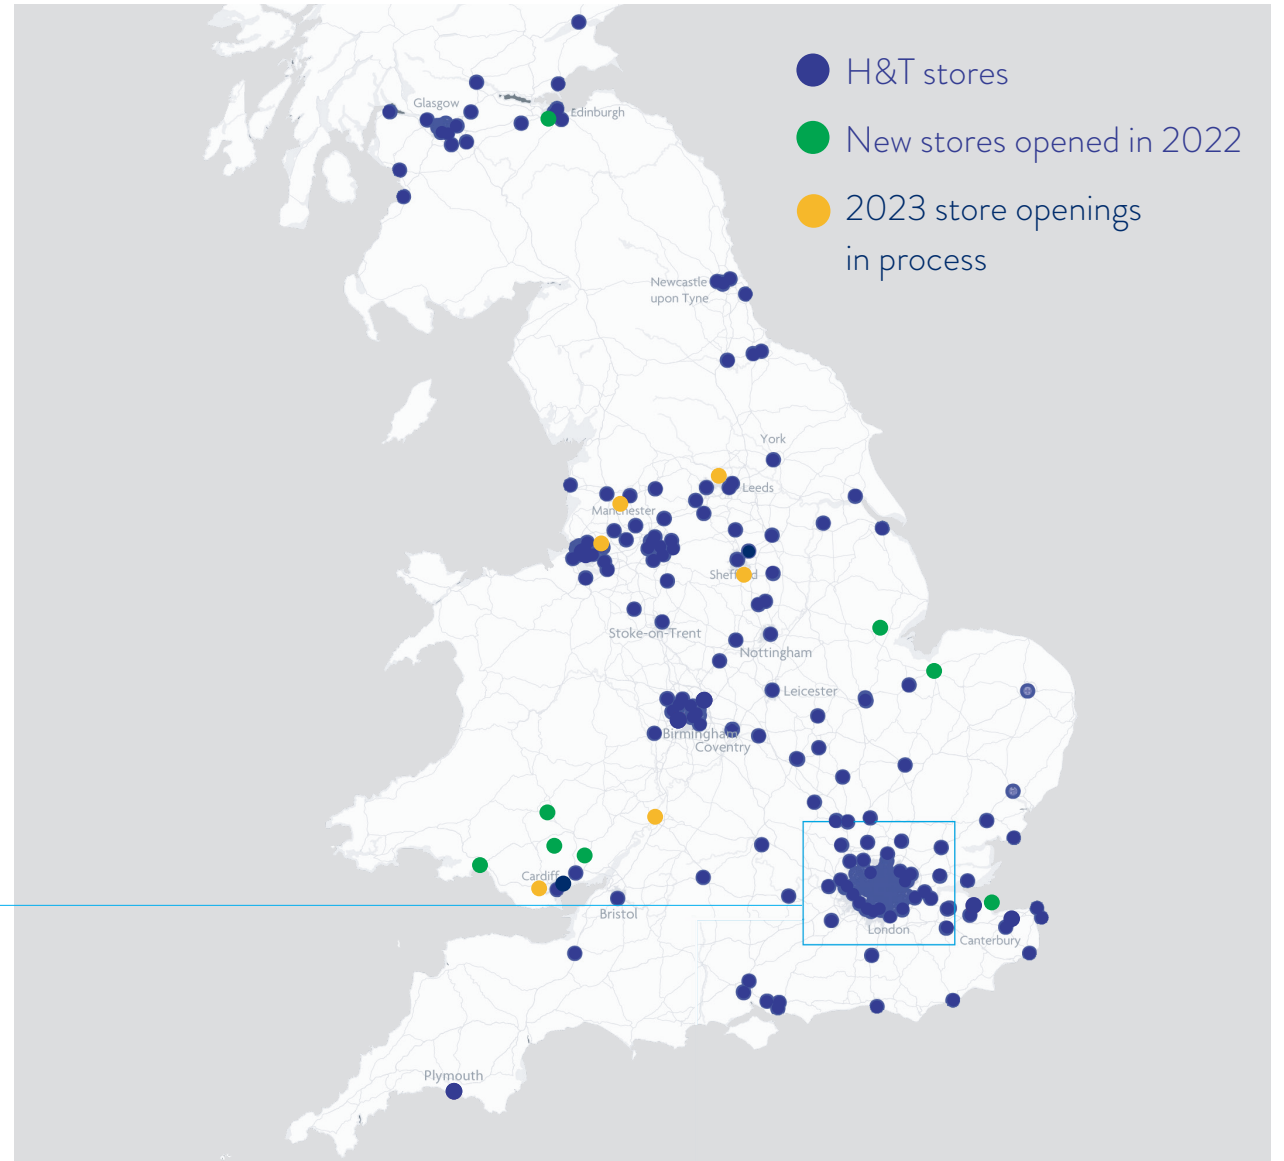 H&T stores
New stores opened in 2022
2023 store openings
in process
Glasgow
Edinburgh
Newcastle
upon Tyne
York
Leeds
Manchester
Sheffield
Stoke-on-Trent
Nottingham
Leicester
Birmingham
Coventry
Cardiff
Bristol
London
Canterbury
Plymouth